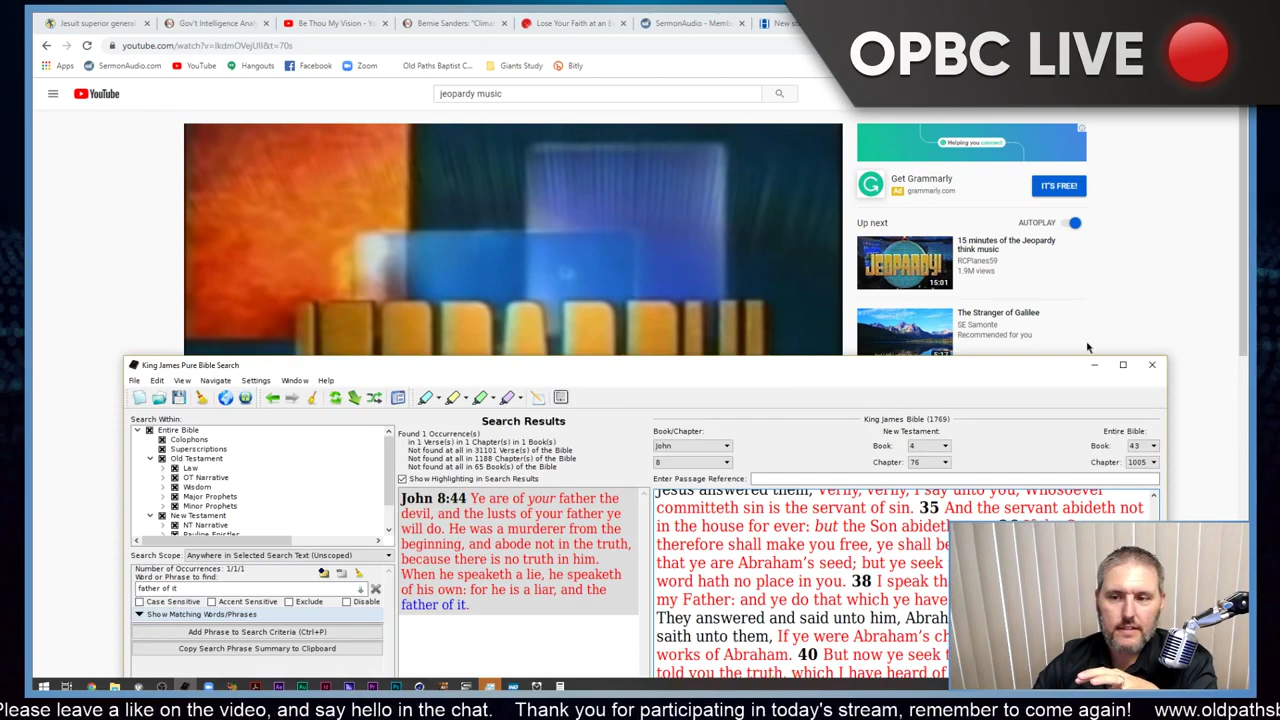 Jesuit superior general
Gov't Intelligence Anal
Be Thou My Vision - Yo
Bernie Sanders: "Climat
Lose Your Faith at an E
SermonAudio - Memb
New st
OPBC LIVE
youtube.com/watch?v=IkdmOVejUlI&t=70s
Apps
SermonAudio.com
YouTube
Hangouts
Facebook
Zoom
Old Paths Baptist C...
Giants Study
Bitly
YouTube
jeopardy music
Helping you connect
Get Grammarly
Ad grammarly.com
IT'S FREE!
Up next
AUTOPLAY
15 minutes of the Jeopardy
think music
RCPlanes59
1.9M views
JEOPARDY!
15:01
The Stranger of Galilee
SE Samonte
Recommended for you
5:17
King James Pure Bible Search
File Edit View Navigate Settings Window Help
Search Within:
Entire Bible
Colophons
Superscriptions
Old Testament
Law
OT Narrative
Wisdom
Major Prophets
Minor Prophets
New Testament
NT Narrative
Pauline Epistles
Search Scope: Anywhere in Selected Search Text (Unscoped)
Number of Occurrences: 1/1/1
Word or Phrase to find:
father of it
Case Sensitive Accent Sensitive Exclude Disable
Show Matching Words/Phrases
Add Phrase to Search Criteria (Ctrl+P)
Copy Search Phrase Summary to Clipboard
Search Results
Found 1 Occurrence(s)
in 1 Verse(s) in 1 Chapter(s) in 1 Book(s)
Not found at all in 31101 Verse(s) of the Bible
Not found at all in 1188 Chapter(s) of the Bible
Not found at all in 65 Book(s) of the Bible
Show Highlighting in Search Results
John 8:44 Ye are of your father the
devil, and the lusts of your father ye
will do. He was a murderer from the
beginning, and abode not in the truth,
because there is no truth in him.
When he speaketh a lie, he speaketh
of his own: for he is a liar, and the
father of it.
King James Bible (1769)
Book/Chapter:
New Testament:
Entire Bible:
John
Book: 4
Book: 43
8
Chapter: 76
Chapter: 1005
Enter Passage Reference:
Jesus answered them, Verily, verily, I say unto you, Whosoever
committeth sin is the servant of sin. 35 And the servant abideth not
in the house for ever: but the Son abideth
therefore shall make you free, ye shall be
that ye are Abraham's seed; but ye seek
word hath no place in you. 38 I speak th
my Father: and ye do that which ye have
They answered and said unto him, Abrah
saith unto them, If ye were Abraham's ch
works of Abraham. 40 But now ye seek t
told you the truth, which I have heard of
Please leave a like on the video, and say hello in the chat. Thank you for participating in today's stream, remember to come again! www.oldpathsb